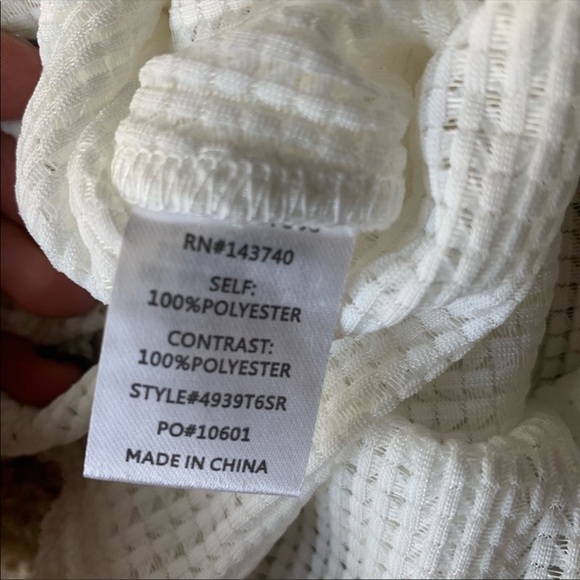 RN#143740
SELF:
100%POLYESTER
CONTRAST:
100%POLYESTER
STYLE#4939T6SR
PO#10601
MADE IN CHINA